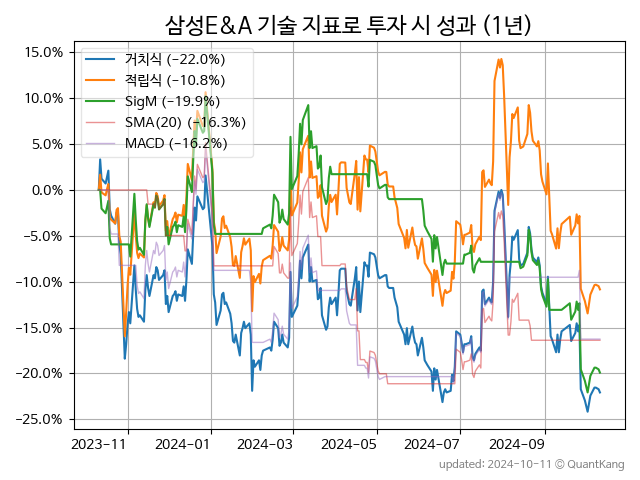 삼성E&A 기술 지표로 투자 시 성과 (1년)
거치식 (−22.0%)
적립식 (−10.8%)
SigM (−19.9%)
SMA(20) (−16.3%)
MACD (−16.2%)
15.0%
10.0%
5.0%
0.0%
−5.0%
−10.0%
−15.0%
−20.0%
−25.0%
2023−11 2024−01 2024−03 2024−05 2024−07 2024−09
updated: 2024-10-11 © QuantKang